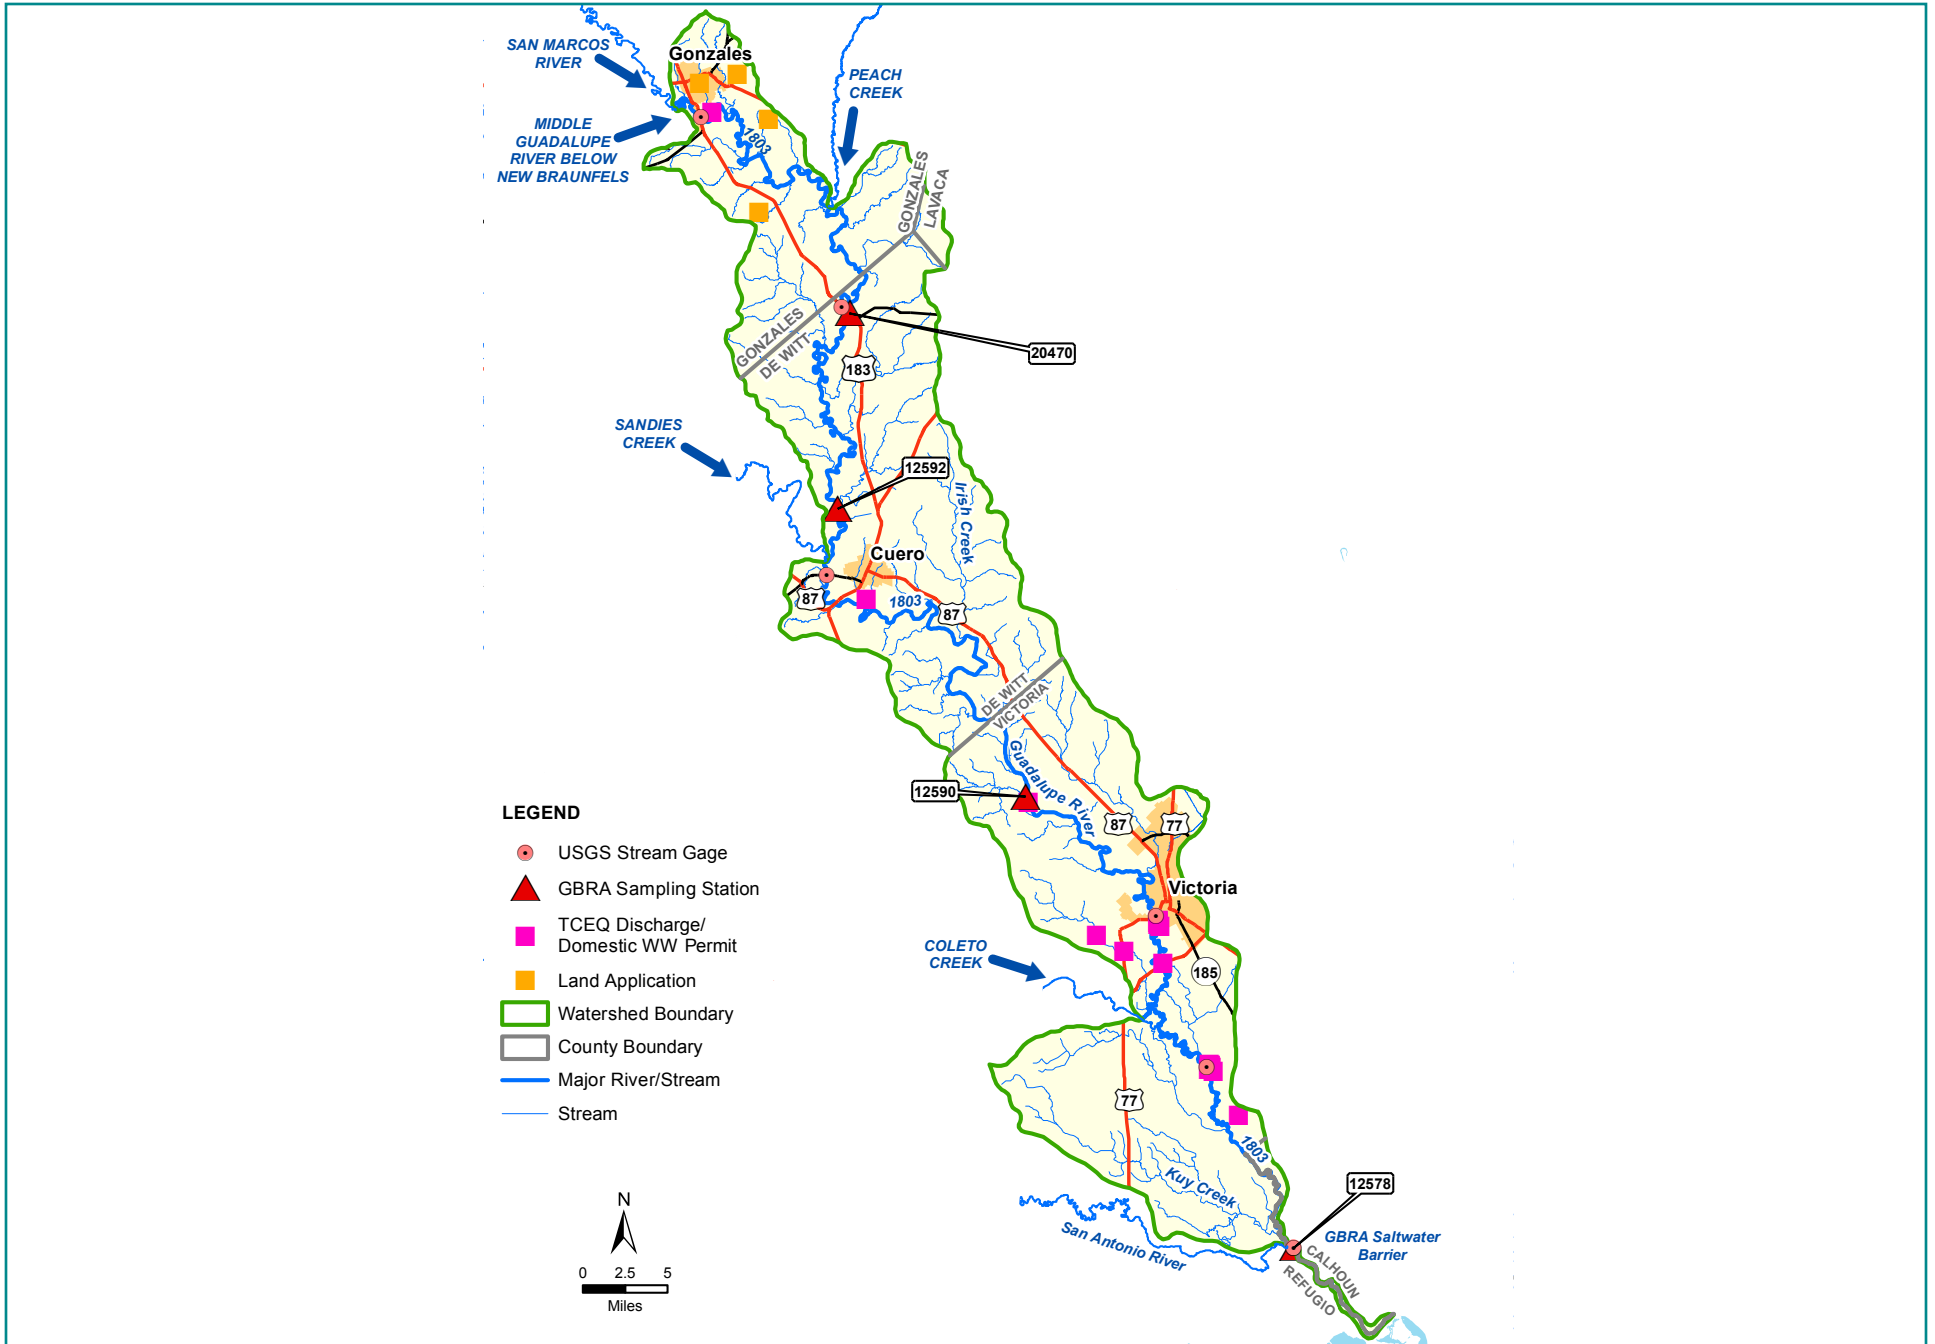 Gonzales
SAN MARCOS
RIVER
PEACH
CREEK
MIDDLE
GUADALUPE
RIVER BELOW
NEW BRAUNFELS
1803
GONZALES
LAVACA
GONZALES
DE WITT
20470
183
SANDIES
CREEK
12592
Irish Creek
Cuero
87
1803
87
DE WITT
VICTORIA
Guadalupe River
12590
87
77
Victoria
COLETO
CREEK
185
77
1803
Kuy Creek
San Antonio River
12578
GBRA Saltwater
Barrier
CALHOUN
REFUGIO
LEGEND
USGS Stream Gage
GBRA Sampling Station
TCEQ Discharge/
Domestic WW Permit
Land Application
Watershed Boundary
County Boundary
Major River/Stream
Stream
N
0 2.5 5
Miles